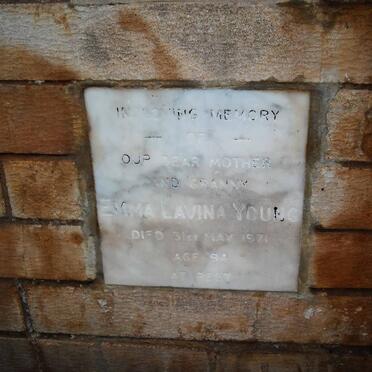 IN LOVING MEMORY
— OF —
OUR DEAR MOTHER
AND GRANNY
EMMA LAVINA YOUNG
DIED 31ST MAY 1971
AGE 94
AT REST